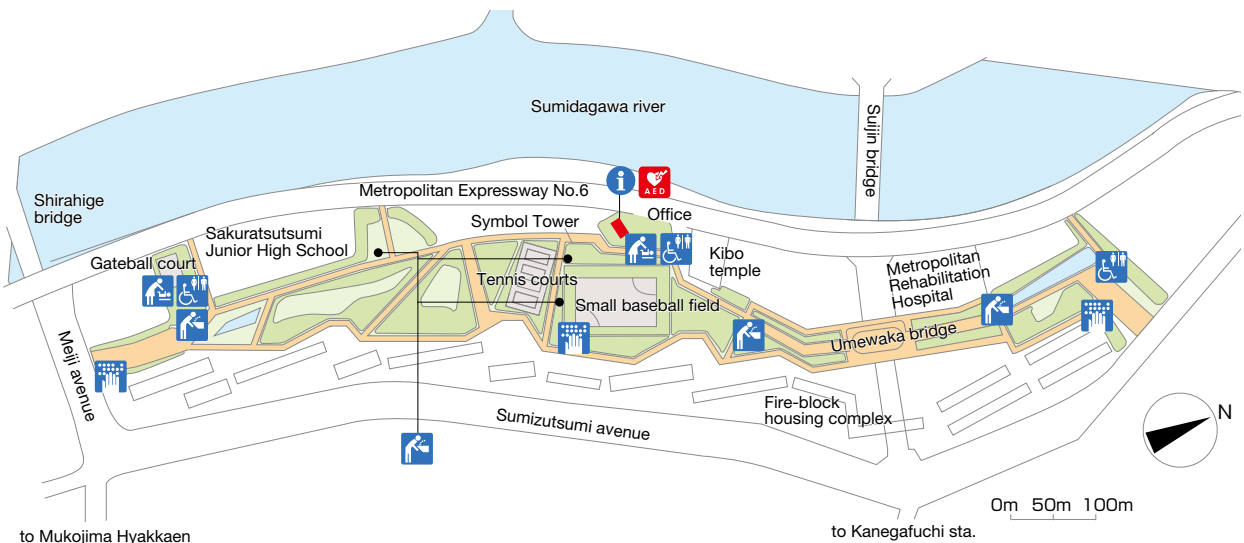 Sumidagawa river
Suijin bridge
Shirahige
bridge
Metropolitan Expressway No.6
i
AED
Symbol Tower
Office
Sakuratsutsumi
Junior High School
Gateball court
Kibo
temple
Tennis courts
Metropolitan
Rehabilitation
Hospital
Small baseball field
Umewaka bridge
Meiji avenue
Fire-block
housing complex
Sumizutsumi avenue
N
0m 50m 100m
to Mukojima Hyakkaen
to Kanegafuchi sta.